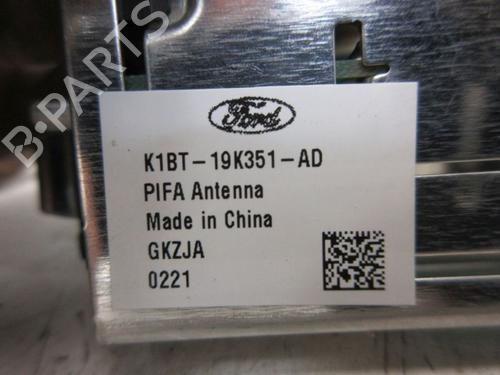 B-PARTS
Ford
K1BT-19K351-AD
PIFA Antenna
Made in China
GKZJA
0221